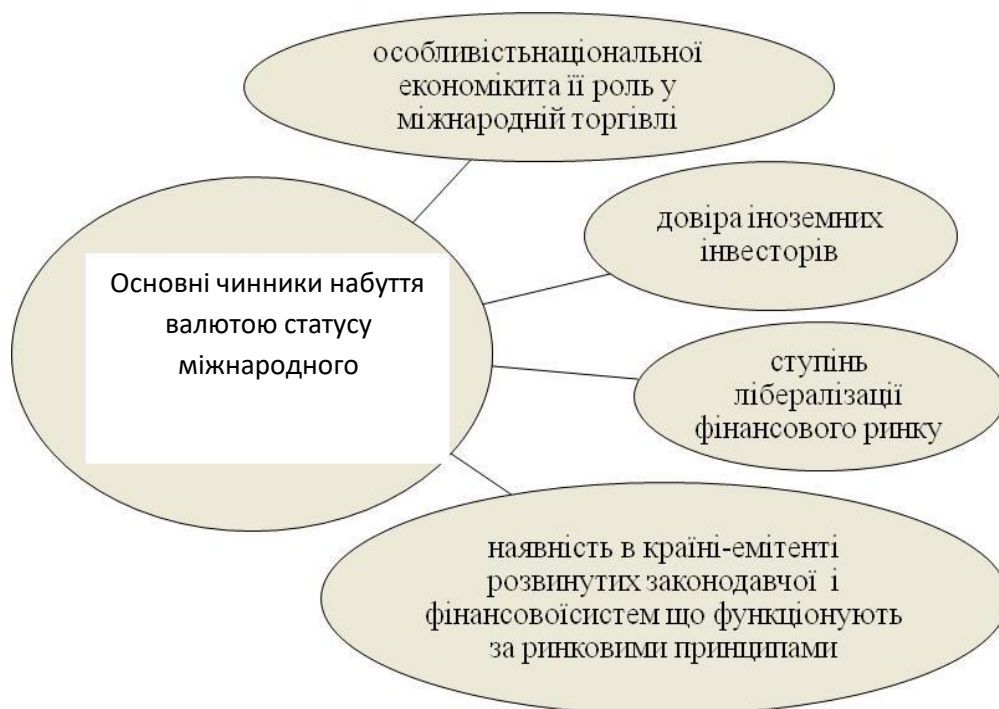 особливістьнаціональної
економікита її роль у
міжнародній торгівлі
довіра іноземних
інвесторів
Основні чинники набуття
валютою статусу
міжнародного
ступінь
лібералізації
фінансового ринку
наявність в країні-емітенті
розвинутих законодавчої і
фінансовоїсистем що функціонують
за ринковими принципами